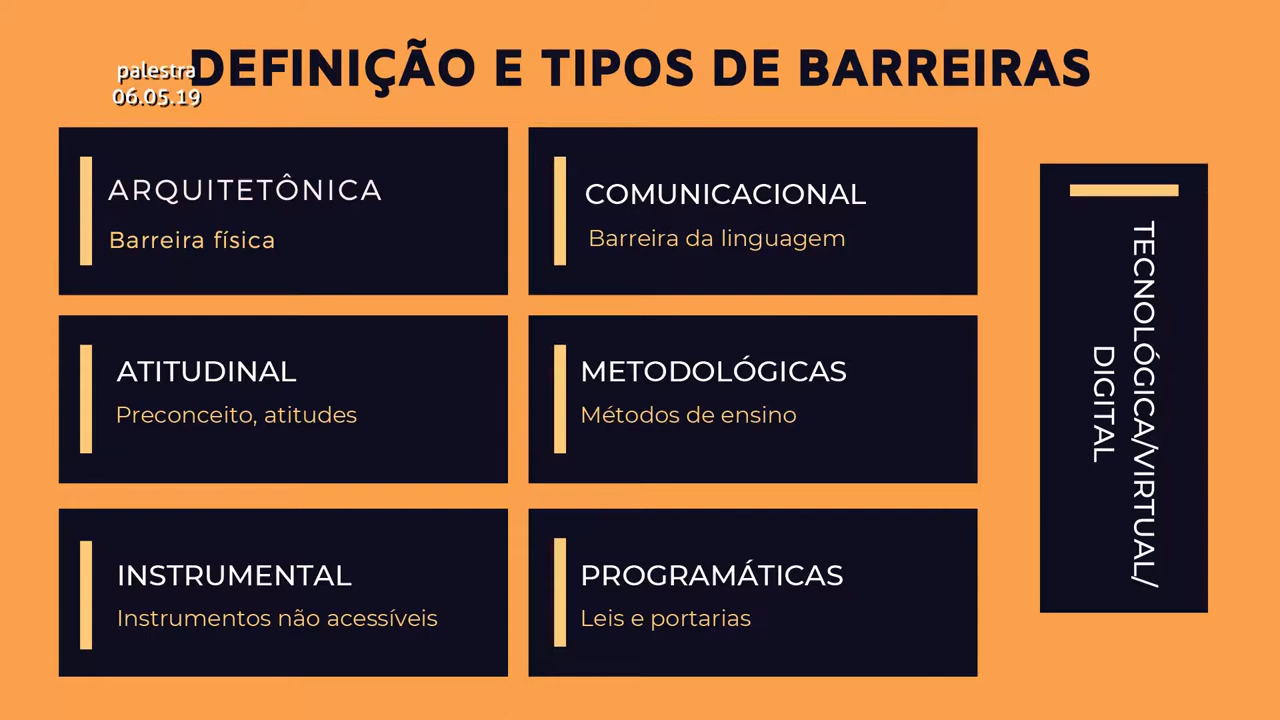 DEFINIÇÃO E TIPOS DE BARREIRAS
palestra
06.05.19
ARQUITETÔNICA
Barreira física
COMUNICACIONAL
Barreira da linguagem
ATITUDINAL
Preconceito, atitudes
METODOLÓGICAS
Métodos de ensino
INSTRUMENTAL
Instrumentos não acessíveis
PROGRAMÁTICAS
Leis e portarias
TECNOLÓGICA/VIRTUAL/
DIGITAL